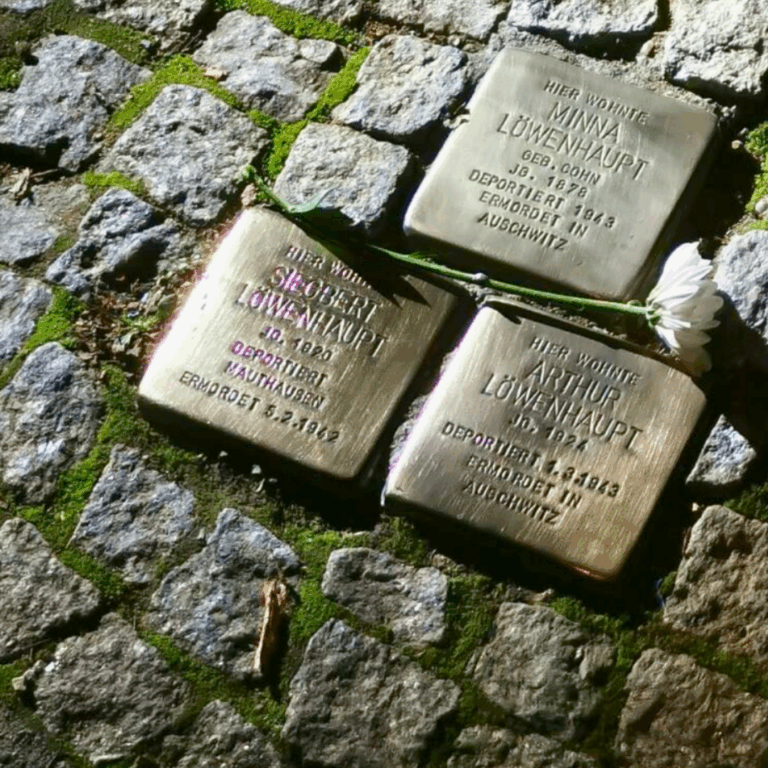 HIER WOHNTE
MINNA
LÖWENHAUPT
GEB. COHN
JG. 1878
DEPORTIERT 1943
ERMORDET IN
AUSCHWITZ
HIER WOHNTE
SIEGBERT
LÖWENHAUPT
JG. 1920
DEPORTIERT
MAUTHAUSEN
ERMORDET 5.2.1942
HIER WOHNTE
ARTHUR
LÖWENHAUPT
JG. 1924
DEPORTIERT 1.3.1943
ERMORDET IN
AUSCHWITZ